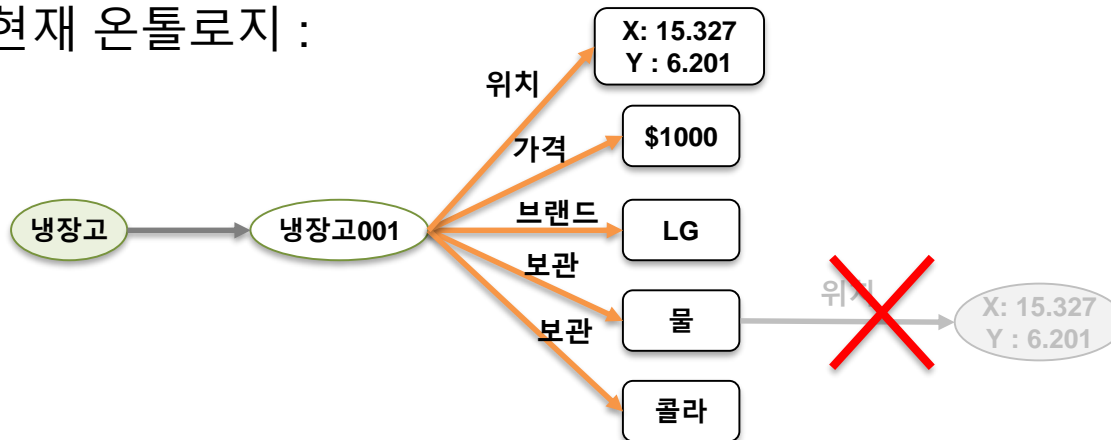 현재 온톨로지 :
X: 15.327
Y : 6.201
위치
가격
$1000
브랜드
LG
냉장고
냉장고001
보관
물
위치
X: 15.327
Y : 6.201
보관
콜라